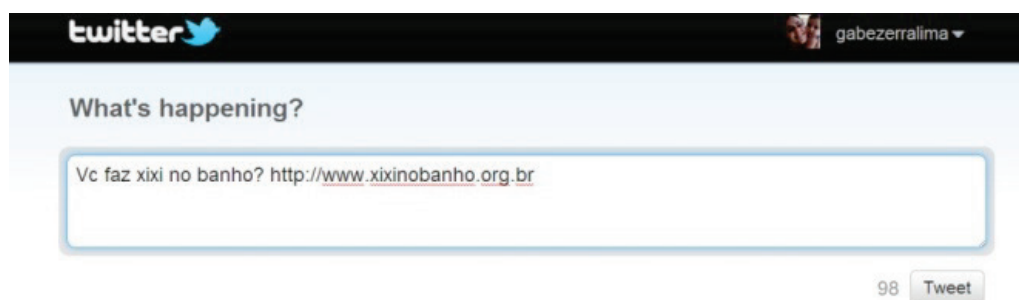 twitter
gabezerralima
What's happening?
Vc faz xixi no banho? http://www.xixinobanho.org.br
98 Tweet